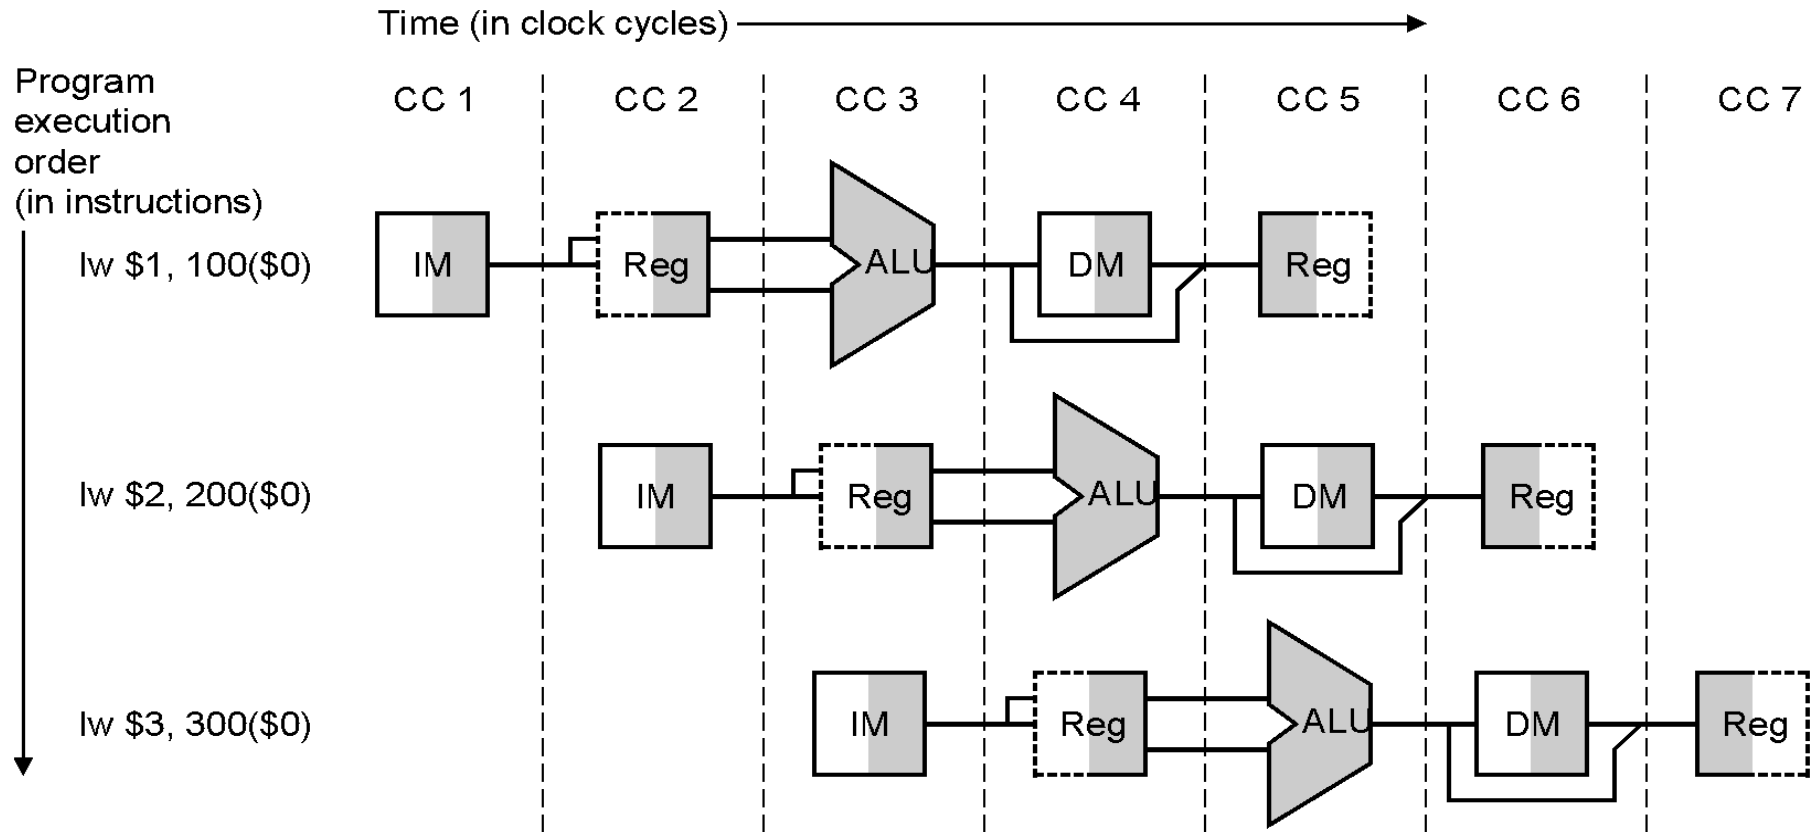 Time (in clock cycles)
Program
execution
order
(in instructions)
CC 1 CC 2 CC 3 CC 4 CC 5 CC 6 CC 7
lw $1, 100($0) IM Reg ALU DM Reg
lw $2, 200($0) IM Reg ALU DM Reg
lw $3, 300($0) IM Reg ALU DM Reg